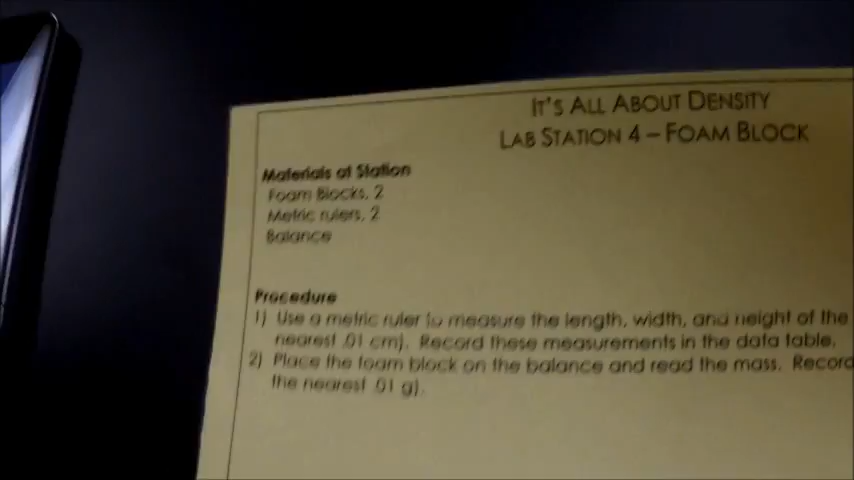 IT'S ALL ABOUT DENSITY
LAB STATION 4 – FOAM BLOCK
Materials at Station
Foam Blocks, 2
Metric rulers, 2
Balance
Procedure
1) Use a metric ruler to measure the length, width, and height of the
nearest .01 cm). Record these measurements in the data table.
2) Place the foam block on the balance and read the mass. Record
the nearest .01 g).